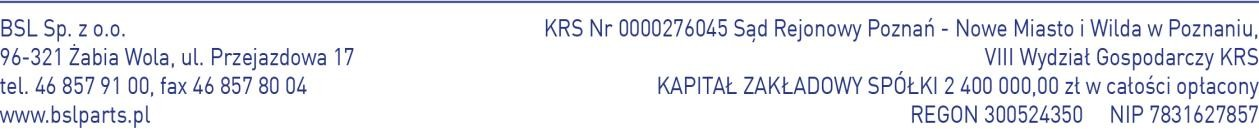 BSL Sp. z o.o.
96-321 Żabia Wola, ul. Przejazdowa 17
tel. 46 857 91 00, fax 46 857 80 04
www.bslparts.pl
KRS Nr 0000276045 Sąd Rejonowy Poznań - Nowe Miasto i Wilda w Poznaniu,
VIII Wydział Gospodarczy KRS
KAPITAŁ ZAKŁADOWY SPÓŁKI 2 400 000,00 zł w całości opłacony
REGON 300524350 NIP 7831627857